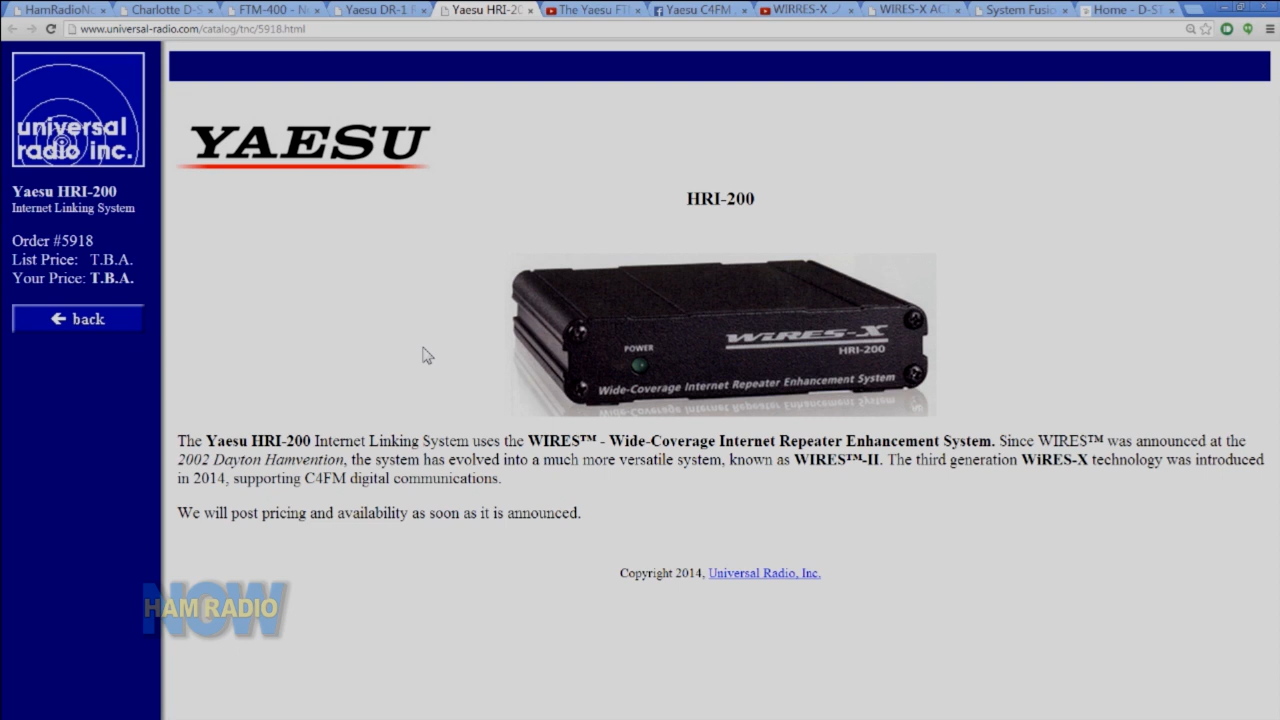 HamRadioN
Charlotte D-S
FTM-400 - N
Yaesu DR-1
Yaesu HRI-20
The Yaesu FT
Yaesu C4FM
WIRRES-X
WIRES-X AC
System Fusio
Home - D-ST
www.universal-radio.com/catalog/tnc/5918.html
universal
radio inc.
Yaesu HRI-200
Internet Linking System
Order #5918
List Price: T.B.A.
Your Price: T.B.A.
back
YAESU
HRI-200
POWER
WIRES-X
HRI-200
Wide-Coverage Internet Repeater Enhancement System
The Yaesu HRI-200 Internet Linking System uses the WIRES™ - Wide-Coverage Internet Repeater Enhancement System. Since WIRES™ was announced at the
2002 Dayton Hamvention, the system has evolved into a much more versatile system, known as WIRES™-II. The third generation WiRES-X technology was introduced
in 2014, supporting C4FM digital communications.
We will post pricing and availability as soon as it is announced.
Copyright 2014, Universal Radio, Inc.
NOW
HAM RADIO